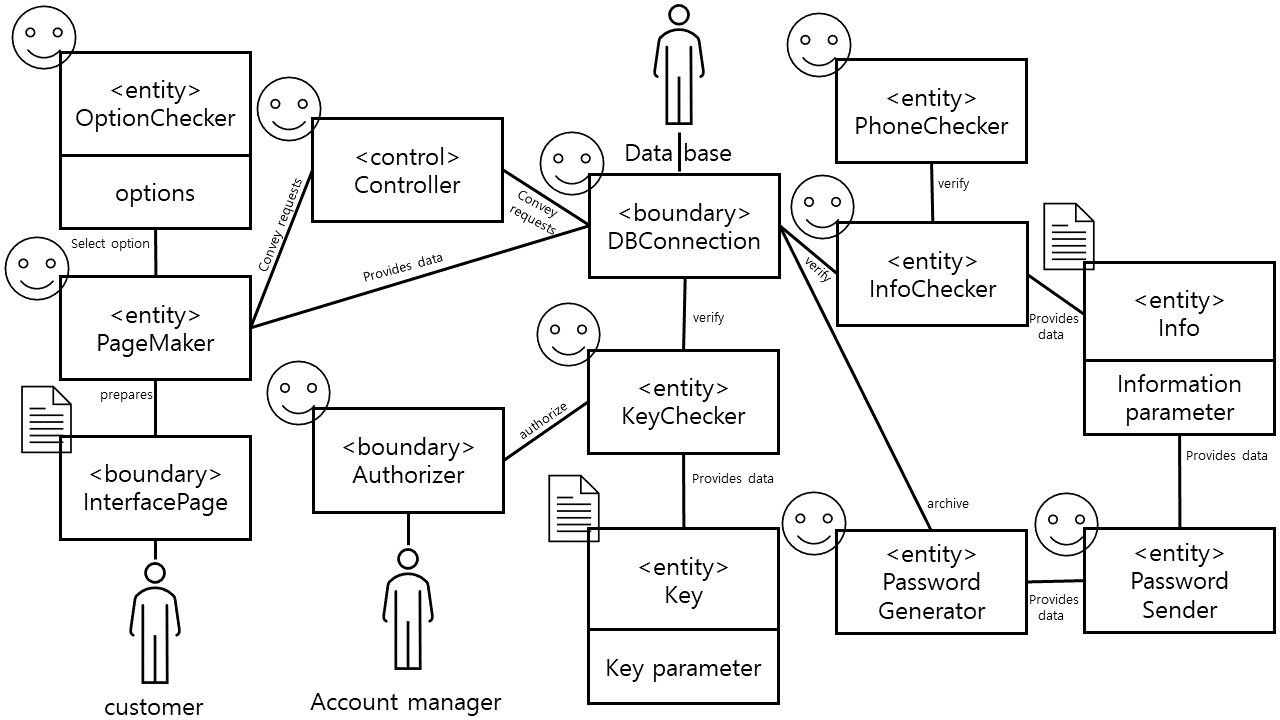 <entity>
OptionChecker
options
Select option
<entity>
PageMaker
prepares
<boundary>
InterfacePage
customer
<control>
Controller
Convey requests
Convey
requests
Provides data
<boundary>
Authorizer
authorize
Account manager
Data base
<boundary>
DBConnection
verify
<entity>
KeyChecker
Provides data
<entity>
Key
Key parameter
<entity>
PhoneChecker
verify
<entity>
InfoChecker
verify
Provides
data
<entity>
Info
Information
parameter
Provides data
archive
<entity>
Password
Generator
Provides
data
<entity>
Password
Sender